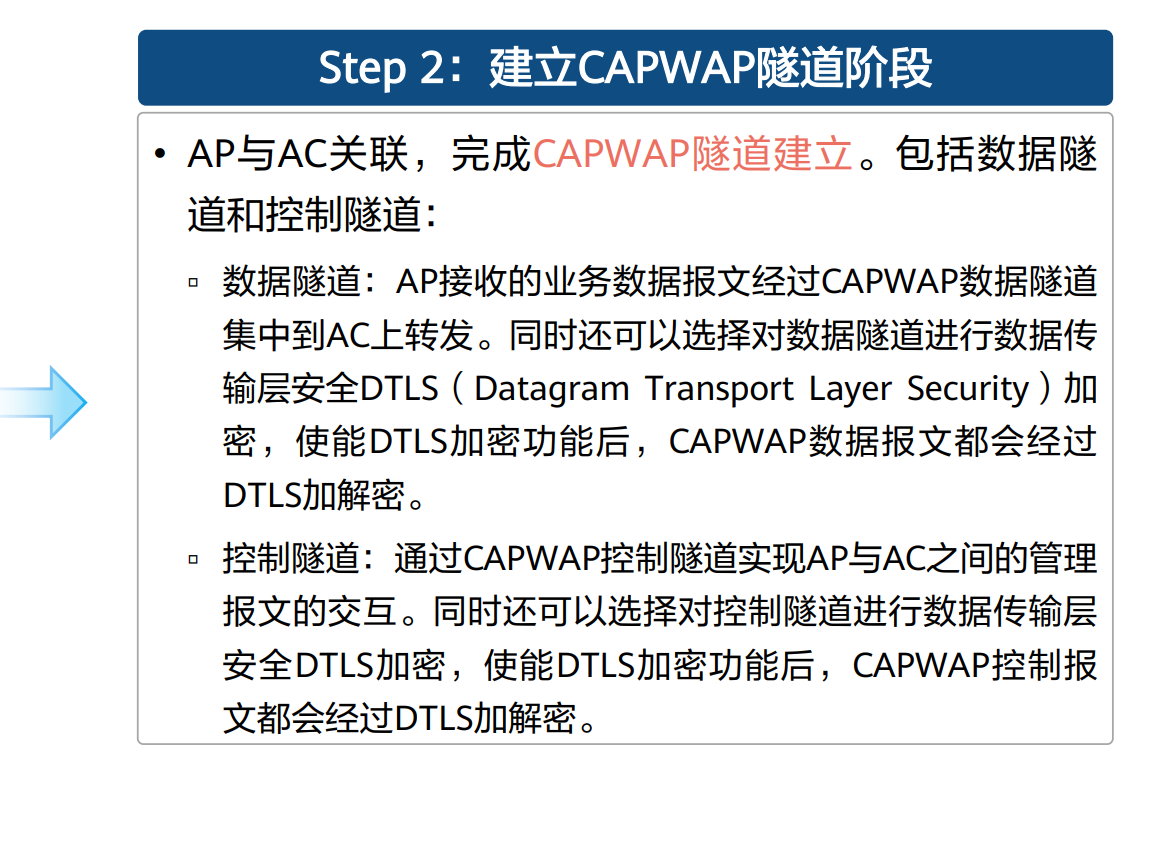 Step 2：建立CAPWAP隧道阶段
• AP与AC关联，完成CAPWAP隧道建立。包括数据隧
道和控制隧道：
▫ 数据隧道：AP接收的业务数据报文经过CAPWAP数据隧道
集中到AC上转发。同时还可以选择对数据隧道进行数据传
输层安全DTLS（Datagram Transport Layer Security）加
密，使能DTLS加密功能后，CAPWAP数据报文都会经过
DTLS加解密。
▫ 控制隧道：通过CAPWAP控制隧道实现AP与AC之间的管理
报文的交互。同时还可以选择对控制隧道进行数据传输层
安全DTLS加密，使能DTLS加密功能后，CAPWAP控制报
文都会经过DTLS加解密。